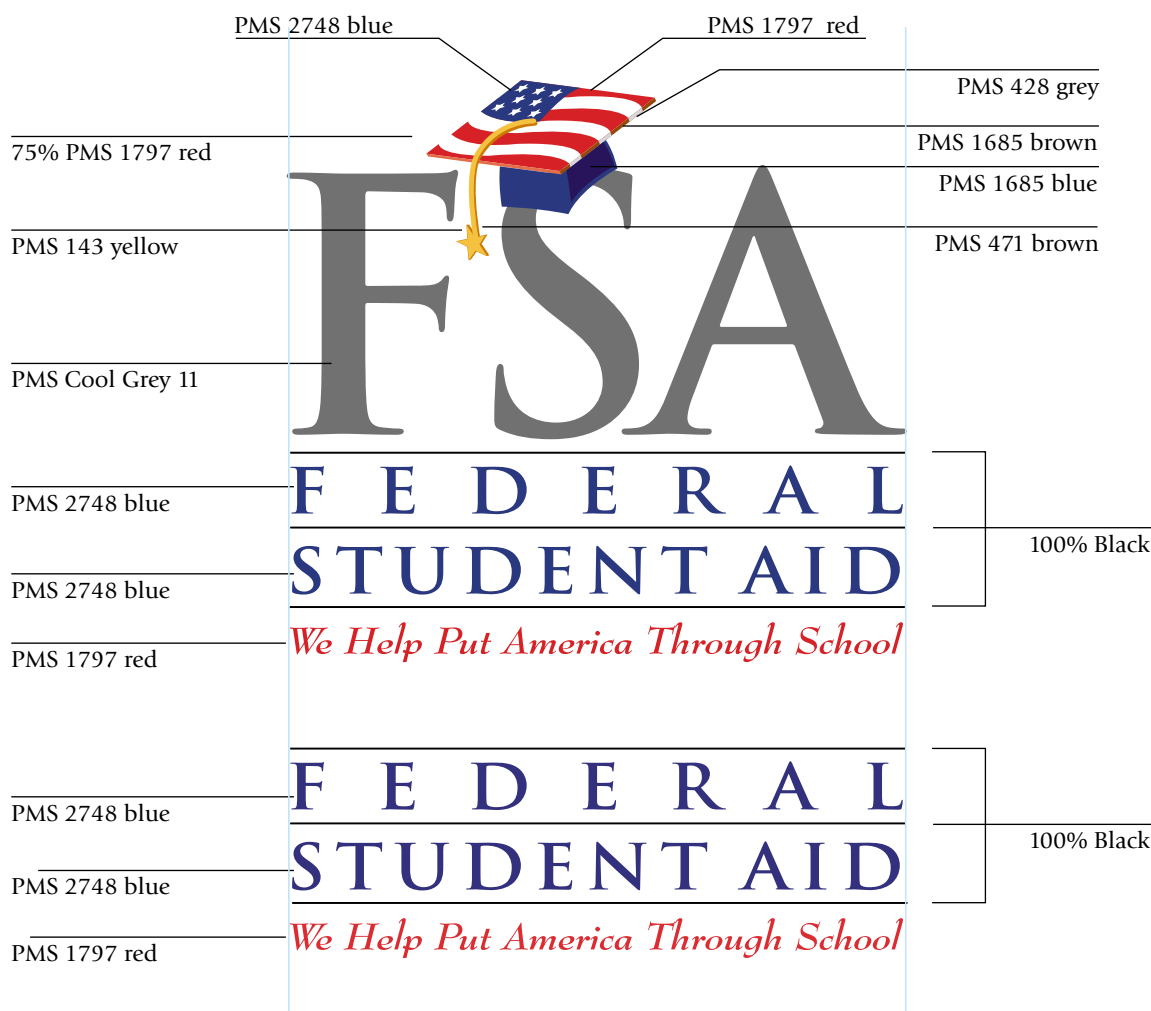 PMS 2748 blue
PMS 1797 red
PMS 428 grey
75% PMS 1797 red
PMS 1685 brown
PMS 1685 blue
PMS 143 yellow
PMS 471 brown
FSA
PMS Cool Grey 11
FEDERAL
PMS 2748 blue
100% Black
STUDENT AID
PMS 2748 blue
We Help Put America Through School
PMS 1797 red
FEDERAL
PMS 2748 blue
100% Black
STUDENT AID
PMS 2748 blue
We Help Put America Through School
PMS 1797 red